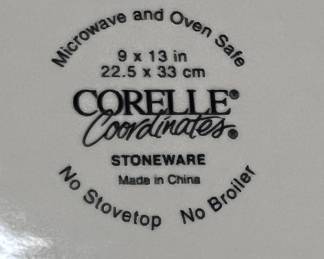 Microwave and Oven Safe
9 x 13 in
22.5 x 33 cm
CORELLE®
Coordinates®
STONEWARE
Made in China
No Stovetop No Broiler